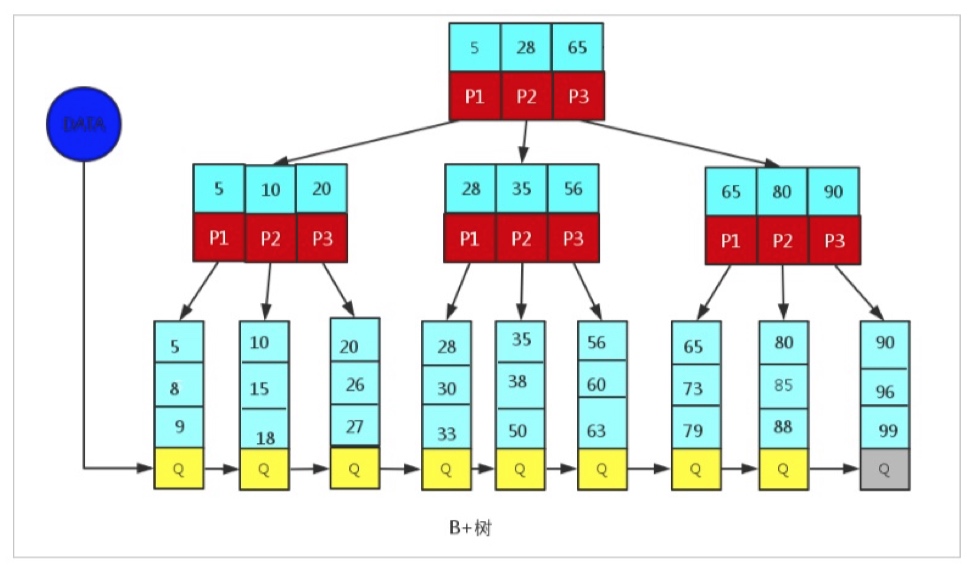 5 28 65
P1 P2 P3
DATA
5 10 20
28 35 56
65 80 90
P1 P2 P3
P1 P2 P3
P1 P2 P3
5 10 20 28 35 56 65 80 90
8 15 26 30 38 60 73 85 96
9 18 27 33 50 63 79 88 99
Q Q Q Q Q Q Q Q Q
B+树